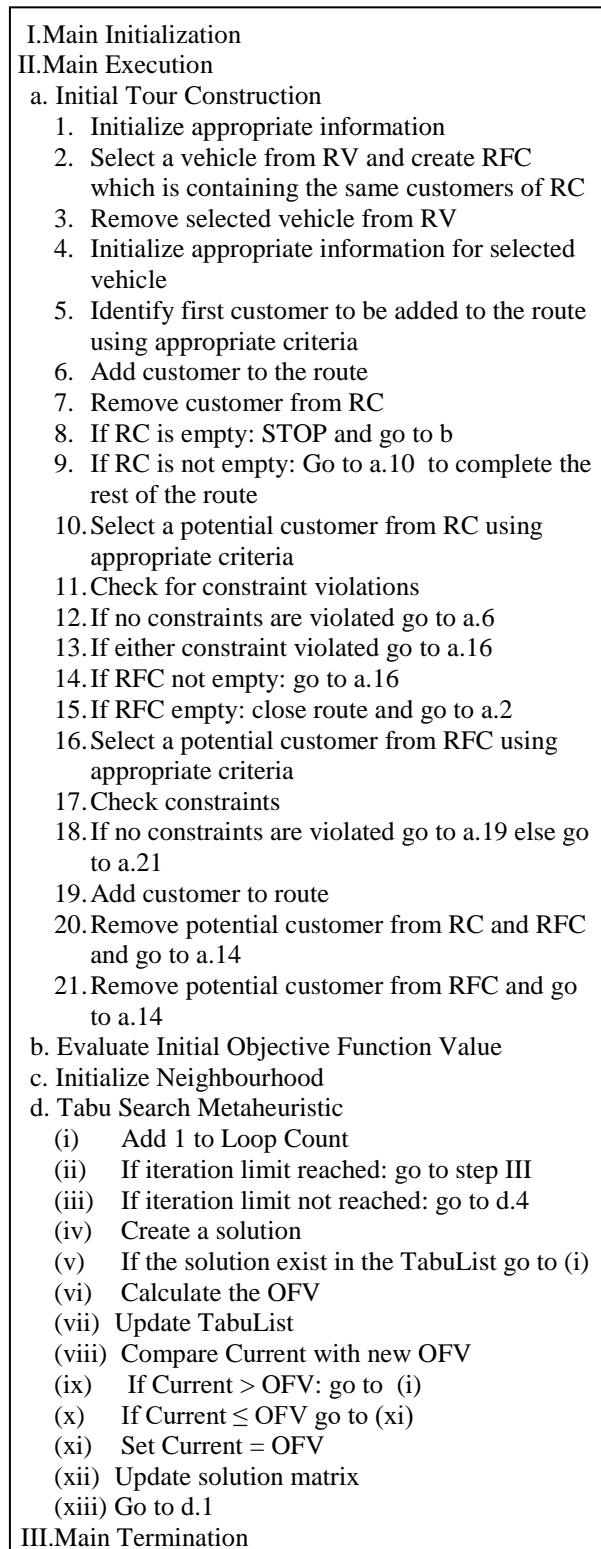 I.Main Initialization
II.Main Execution
a. Initial Tour Construction
1. Initialize appropriate information
2. Select a vehicle from RV and create RFC
which is containing the same customers of RC
3. Remove selected vehicle from RV
4. Initialize appropriate information for selected
vehicle
5. Identify first customer to be added to the route
using appropriate criteria
6. Add customer to the route
7. Remove customer from RC
8. If RC is empty: STOP and go to b
9. If RC is not empty: Go to a.10 to complete the
rest of the route
10. Select a potential customer from RC using
appropriate criteria
11. Check for constraint violations
12. If no constraints are violated go to a.6
13. If either constraint violated go to a.16
14. If RFC not empty: go to a.16
15. If RFC empty: close route and go to a.2
16. Select a potential customer from RFC using
appropriate criteria
17. Check constraints
18. If no constraints are violated go to a.19 else go
to a.21
19. Add customer to route
20. Remove potential customer from RC and RFC
and go to a.14
21. Remove potential customer from RFC and go
to a.14
b. Evaluate Initial Objective Function Value
c. Initialize Neighbourhood
d. Tabu Search Metaheuristic
(i) Add 1 to Loop Count
(ii) If iteration limit reached: go to step III
(iii) If iteration limit not reached: go to d.4
(iv) Create a solution
(v) If the solution exist in the TabuList go to (i)
(vi) Calculate the OFV
(vii) Update TabuList
(viii) Compare Current with new OFV
(ix) If Current > OFV: go to (i)
(x) If Current ≤ OFV go to (xi)
(xi) Set Current = OFV
(xii) Update solution matrix
(xiii) Go to d.1
III.Main Termination